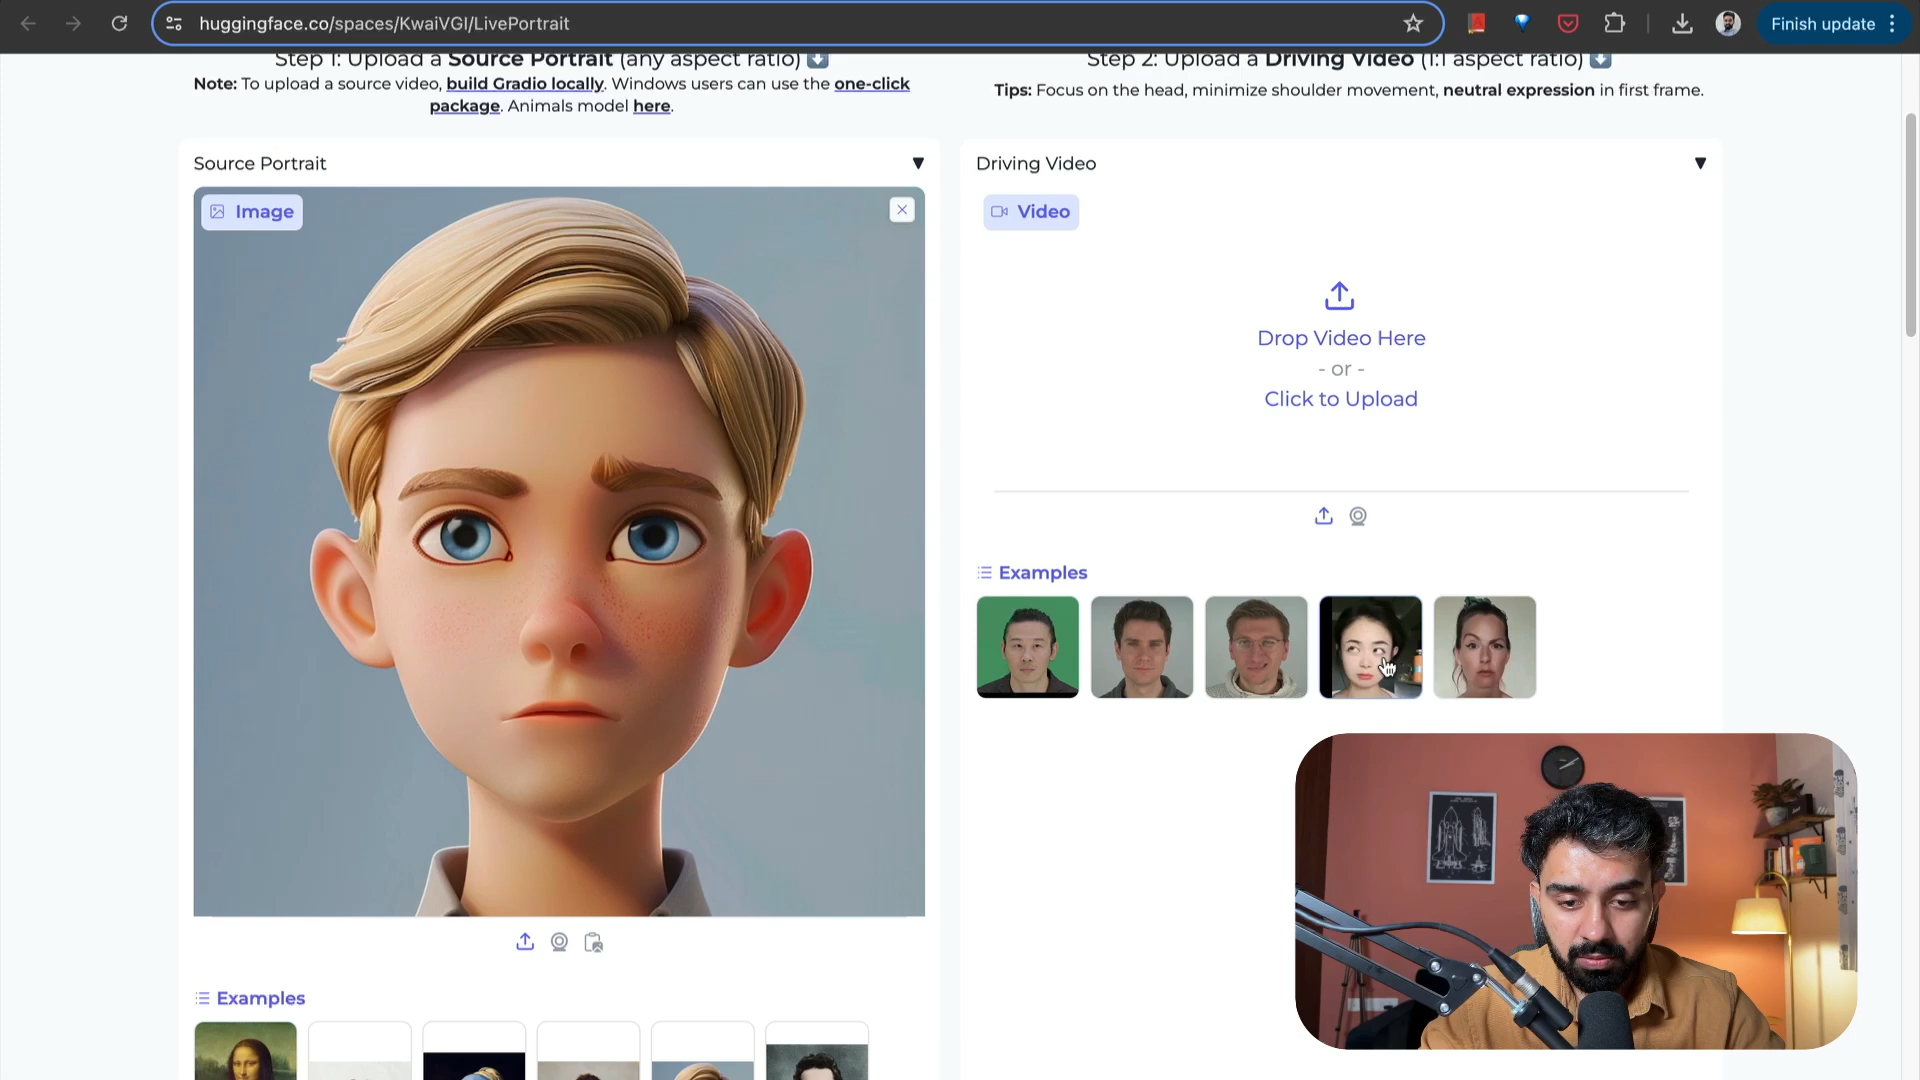 huggingface.co/spaces/KwaiVGI/LivePortrait
Finish update
Step 1: Upload a Source Portrait (any aspect ratio)
Note: To upload a source video, build Gradio locally. Windows users can use the one-click
package. Animals model here.
Step 2: Upload a Driving Video (1:1 aspect ratio)
Tips: Focus on the head, minimize shoulder movement, neutral expression in first frame.
Source Portrait
Image
Examples
Driving Video
Video
Drop Video Here
- or -
Click to Upload
Examples